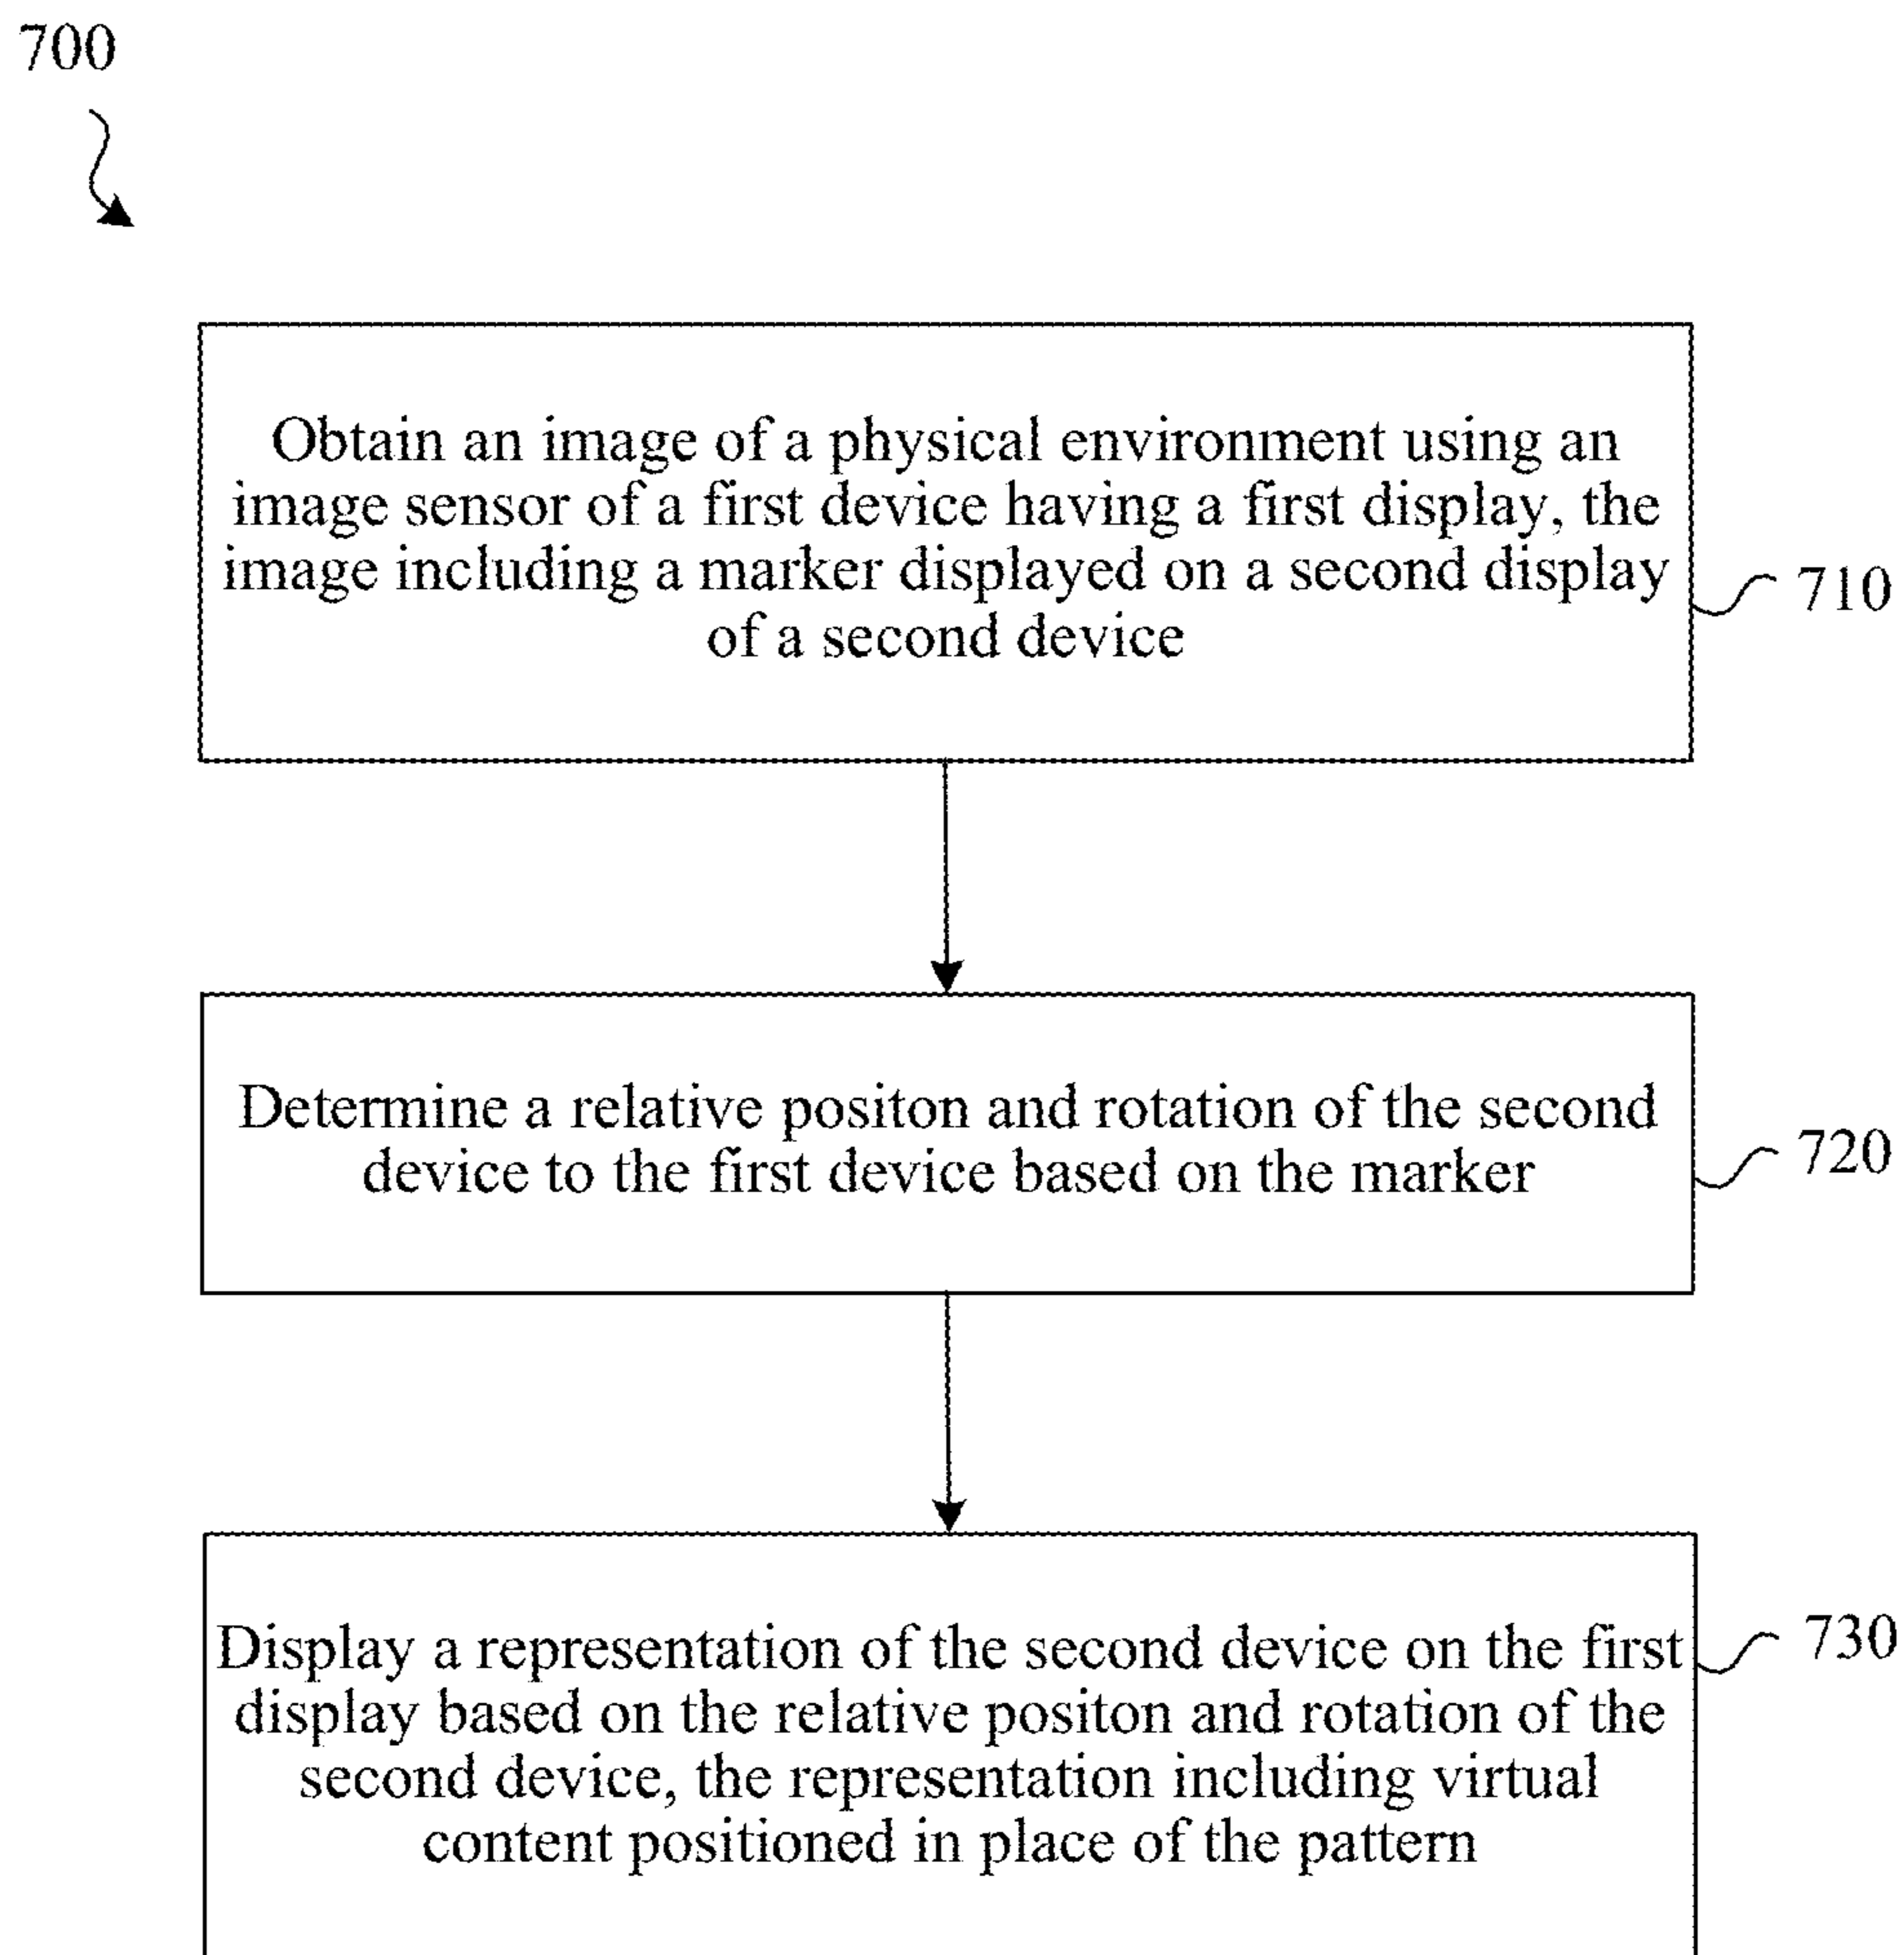 700
Obtain an image of a physical environment using an
image sensor of a first device having a first display, the
image including a marker displayed on a second display
of a second device
710
Determine a relative positon and rotation of the second
device to the first device based on the marker
720
Display a representation of the second device on the first
display based on the relative positon and rotation of the
second device, the representation including virtual
content positioned in place of the pattern
730